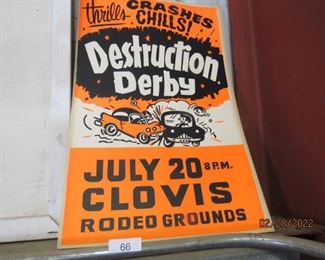 thrills CRASHES
CHILLS!
Destruction
Derby
JULY 20 8 P.M.
CLOVIS
RODEO GROUNDS
66
02/28/2022